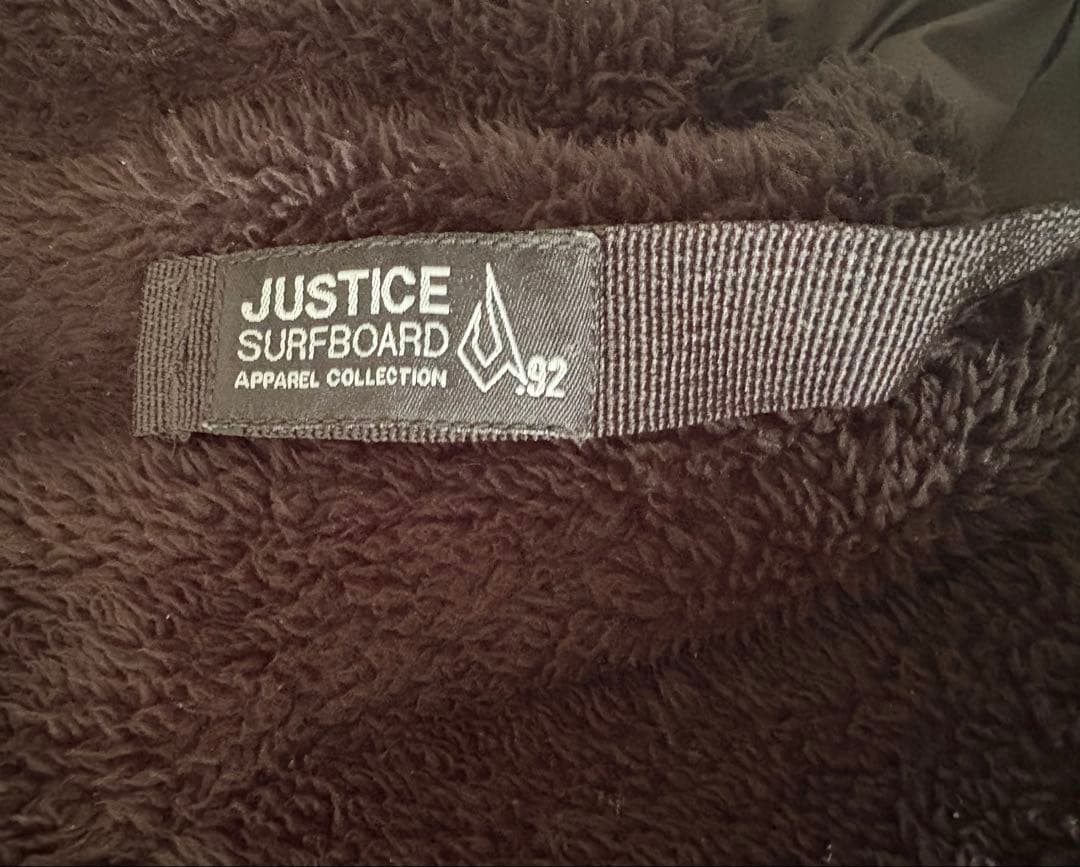 JUSTICE
SURFBOARD
APPAREL COLLECTION
.92